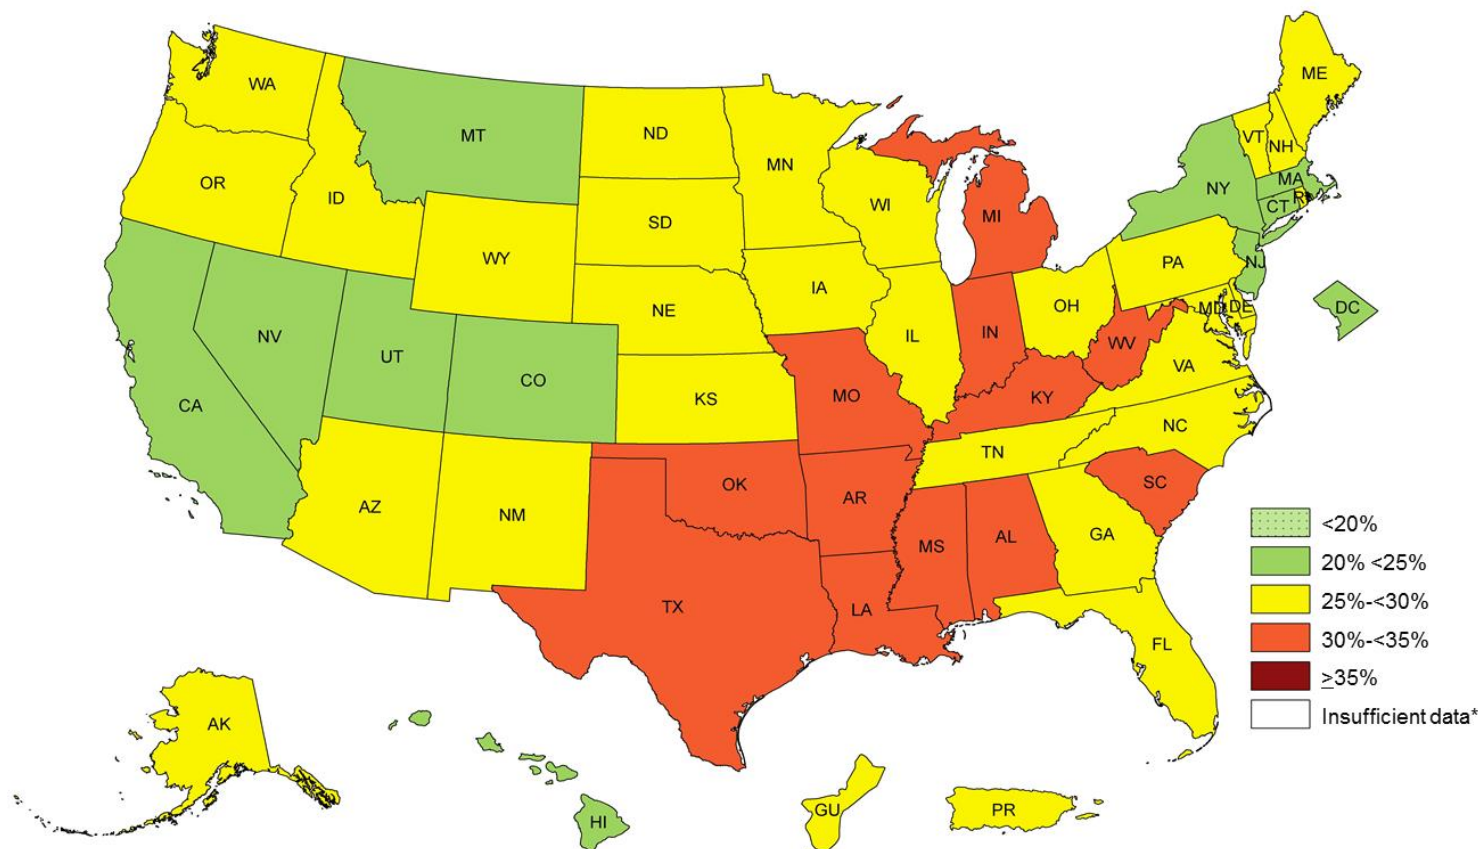 ME
WA
MT
ND
VT
NH
MN
OR
ID
SD
WI
NY
MA
MI
CT
R
WY
PA
NJ
IA
NE
OH
MD
DE
DC
NV
UT
IL
IN
WV
CO
VA
CA
KS
MO
KY
NC
TN
OK
SC
AZ
NM
AR
GA
MS
AL
TX
LA
FL
<20%
20% <25%
25%-<30%
30%-<35%
≥35%
Insufficient data*
AK
HI
GU
PR